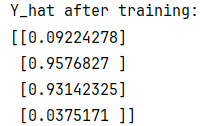 Y_hat after training:
[[0.09224278]
 [0.9576827 ]
 [0.93142325]
 [0.0375171 ]]